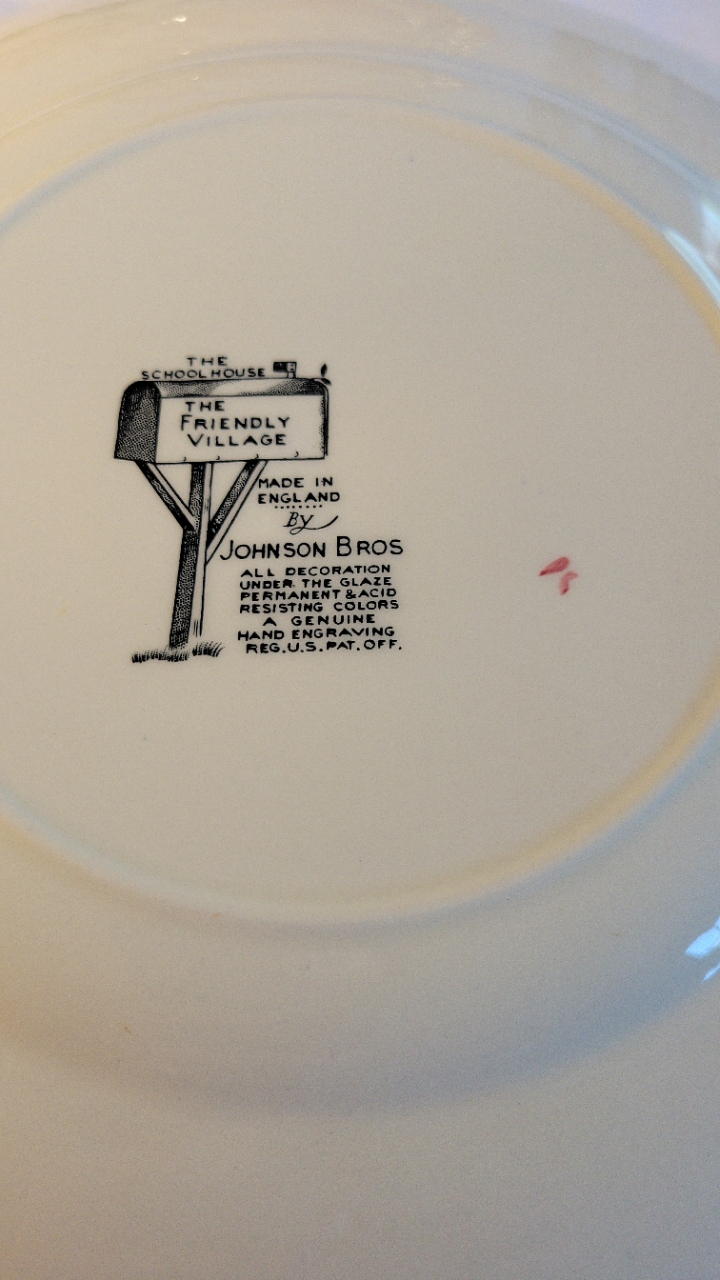 THE
SCHOOLHOUSE
THE
FRIENDLY
VILLAGE
MADE IN
ENGLAND
By
JOHNSON BROS
ALL DECORATION
UNDER THE GLAZE
PERMANENT & ACID
RESISTING COLORS
A GENUINE
HAND ENGRAVING
REG. U.S. PAT. OFF.